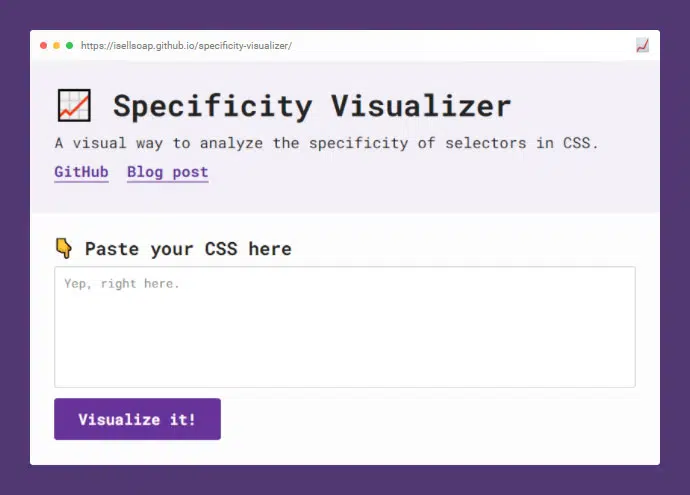 https://isellsoap.github.io/specificity-visualizer/
Specificity Visualizer
A visual way to analyze the specificity of selectors in CSS.
GitHub Blog post
Paste your CSS here
Yep, right here.
Visualize it!